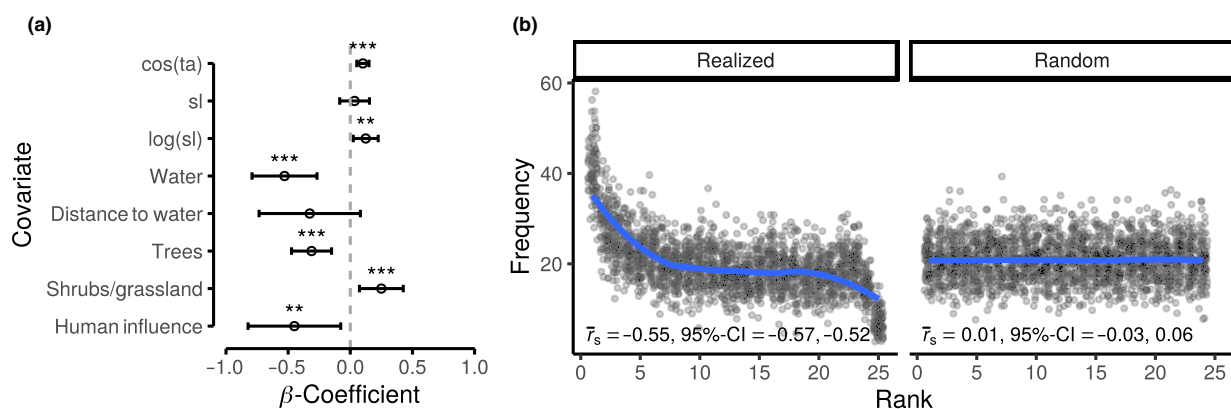 (a)
Covariate
cos(ta)
sl
log(sl)
Water
Distance to water
Trees
Shrubs/grassland
Human influence
***
**
***
***
***
**
−1.0 −0.5 0.0 0.5 1.0
β-Coefficient
(b)
Realized Random
Frequency
60
40
20
r̄s = −0.55, 95%-CI = −0.57, −0.52
r̄s = 0.01, 95%-CI = −0.03, 0.06
0 5 10 15 20 25 0 5 10 15 20 25
Rank